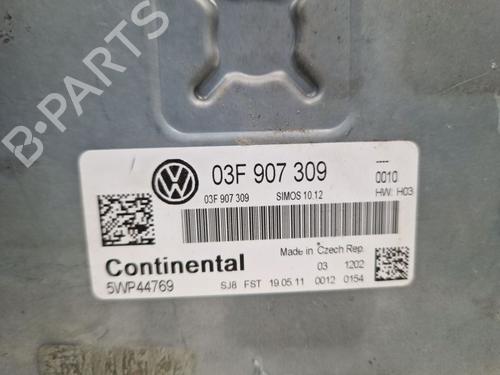 B-PARTS
03F 907 309
----
0010
03F 907 309 SIMOS 10.12 HW: H03
Made in Czech Rep.
Continental 03 1202
5WP44769 SJ8 FST 19.05.11 0012 0154